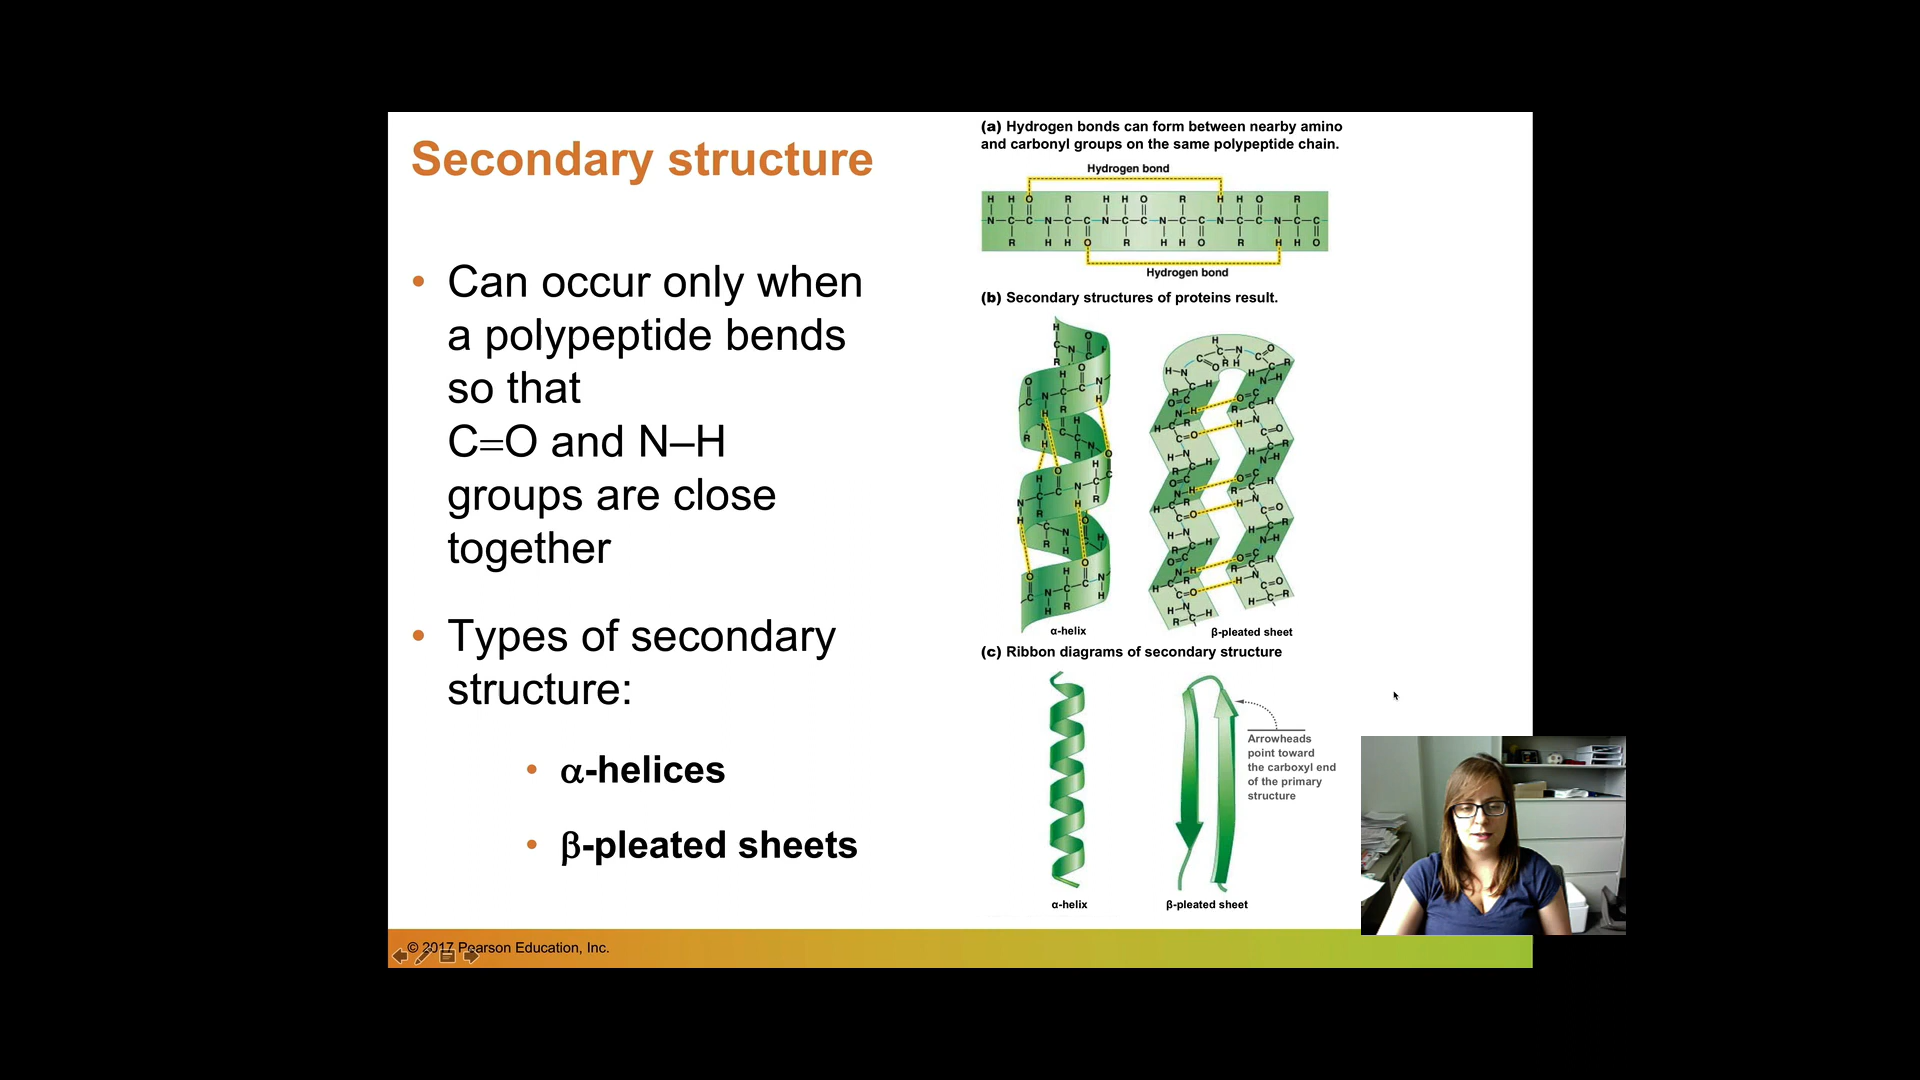 Secondary structure
• Can occur only when
a polypeptide bends
so that
C=O and N–H
groups are close
together
• Types of secondary
structure:
• α-helices
• β-pleated sheets
(a) Hydrogen bonds can form between nearby amino
and carbonyl groups on the same polypeptide chain.
Hydrogen bond
H H O R H H O R H H O R
N C C N C C N C C N C C N C C N C C
R H H O R H H O R H H O
Hydrogen bond
(b) Secondary structures of proteins result.
α-helix
β-pleated sheet
(c) Ribbon diagrams of secondary structure
Arrowheads
point toward
the carboxyl end
of the primary
structure
α-helix
β-pleated sheet
© 2017 Pearson Education, Inc.